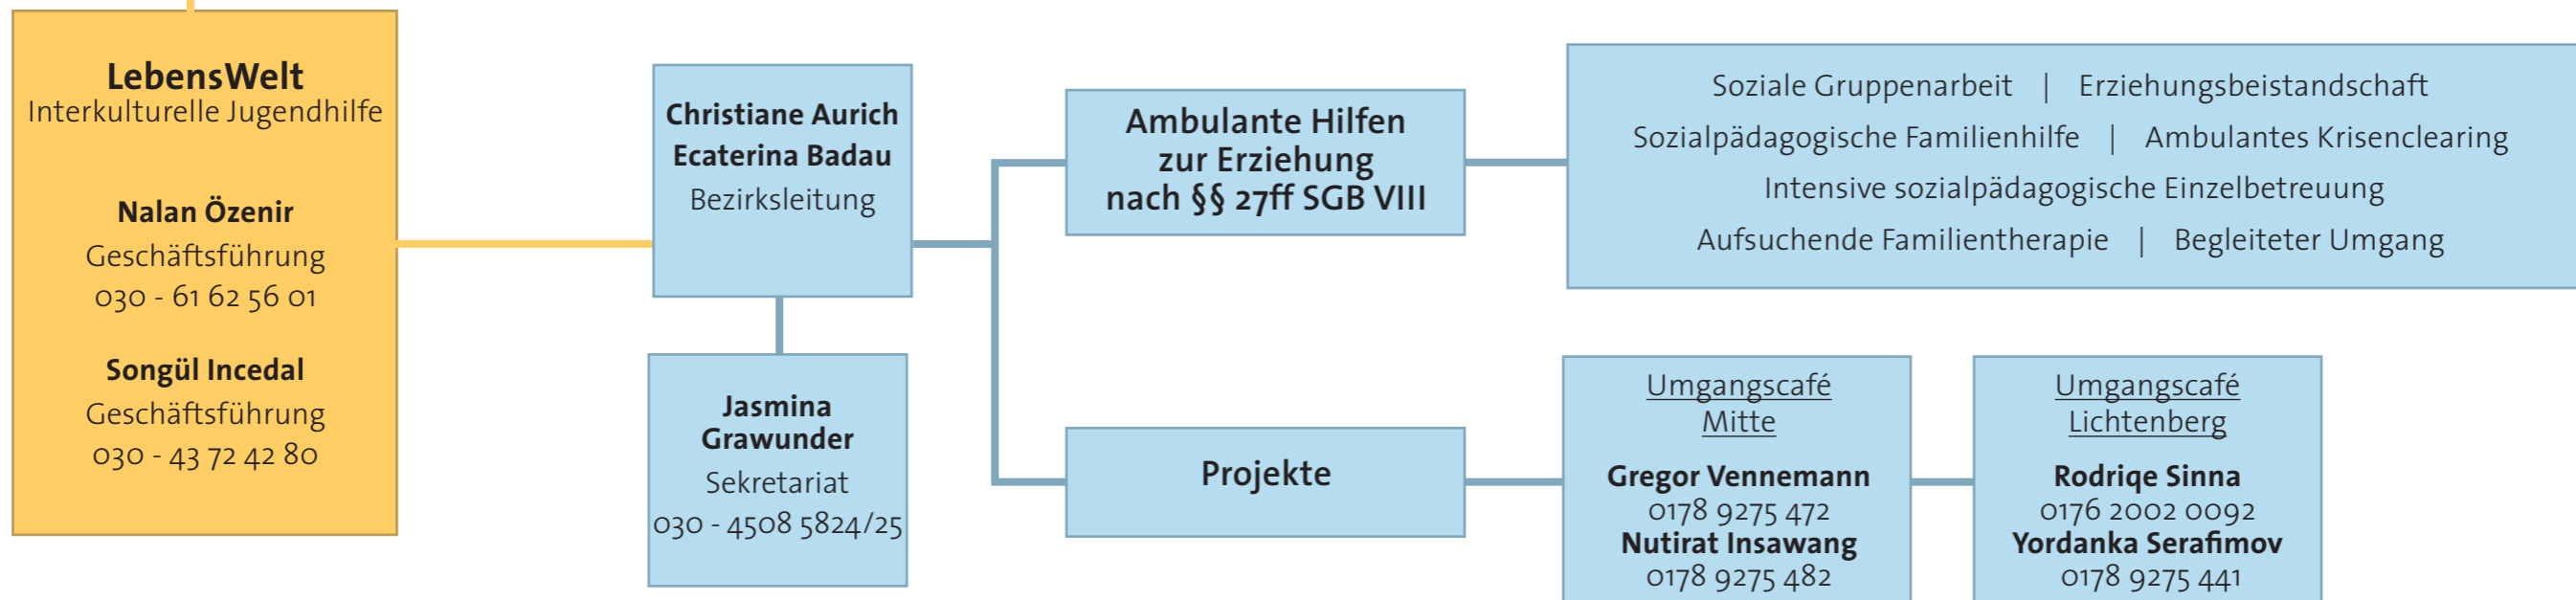 LebensWelt
Interkulturelle Jugendhilfe
Nalan Özenir
Geschäftsführung
030 - 61 62 56 01
Songül Incedal
Geschäftsführung
030 - 43 72 42 80
Christiane Aurich
Ecaterina Badau
Bezirksleitung
Jasmina
Grawunder
Sekretariat
030 - 4508 5824/25
Ambulante Hilfen
zur Erziehung
nach §§ 27ff SGB VIII
Soziale Gruppenarbeit | Erziehungsbeistandschaft
Sozialpädagogische Familienhilfe | Ambulantes Krisenclearing
Intensive sozialpädagogische Einzelbetreuung
Aufsuchende Familientherapie | Begleiteter Umgang
Projekte
Umgangscafé
Mitte
Gregor Vennemann
0178 9275 472
Nutirat Insawang
0178 9275 482
Umgangscafé
Lichtenberg
Rodriqe Sinna
0176 2002 0092
Yordanka Serafimov
0178 9275 441